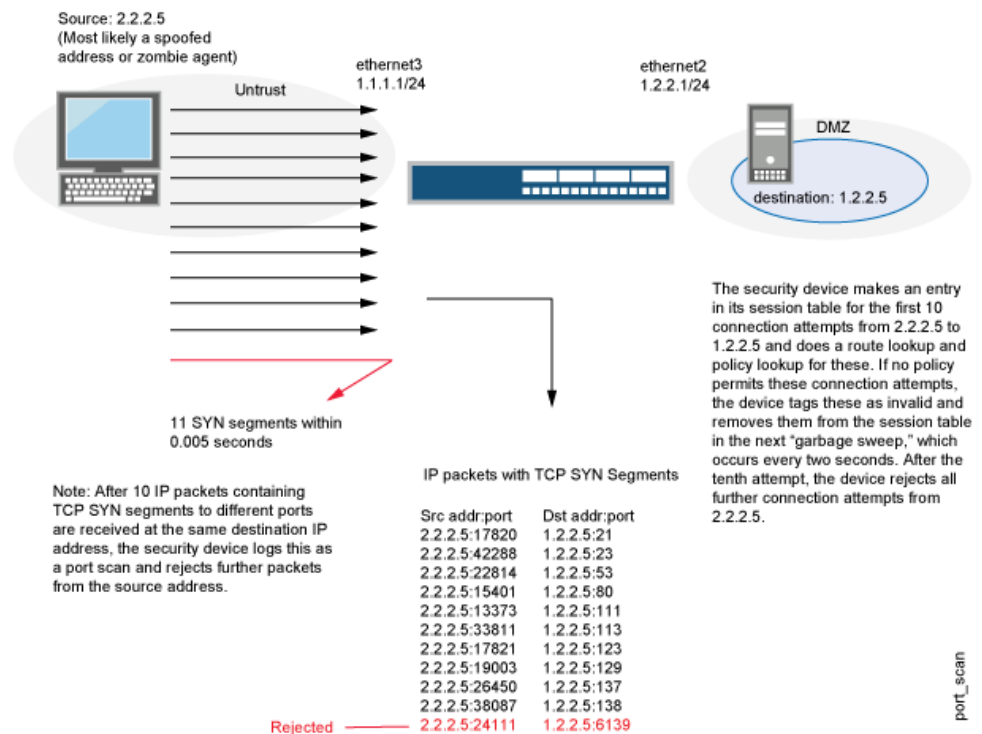 Source: 2.2.2.5
(Most likely a spoofed
address or zombie agent)
Untrust
ethernet3
1.1.1.1/24
ethernet2
1.2.2.1/24
DMZ
destination: 1.2.2.5
11 SYN segments within
0.005 seconds
Note: After 10 IP packets containing
TCP SYN segments to different ports
are received at the same destination IP
address, the security device logs this as
a port scan and rejects further packets
from the source address.
The security device makes an entry
in its session table for the first 10
connection attempts from 2.2.2.5 to
1.2.2.5 and does a route lookup and
policy lookup for these. If no policy
permits these connection attempts,
the device tags these as invalid and
removes them from the session table
in the next “garbage sweep,” which
occurs every two seconds. After the
tenth attempt, the device rejects all
further connection attempts from
2.2.2.5.
IP packets with TCP SYN Segments
Src addr:port Dst addr:port
2.2.2.5:17820 1.2.2.5:21
2.2.2.5:42288 1.2.2.5:23
2.2.2.5:22814 1.2.2.5:53
2.2.2.5:15401 1.2.2.5:80
2.2.2.5:13373 1.2.2.5:111
2.2.2.5:33811 1.2.2.5:113
2.2.2.5:17821 1.2.2.5:123
2.2.2.5:19003 1.2.2.5:129
2.2.2.5:26450 1.2.2.5:137
2.2.2.5:38087 1.2.2.5:138
Rejected 2.2.2.5:24111 1.2.2.5:6139
port_scan